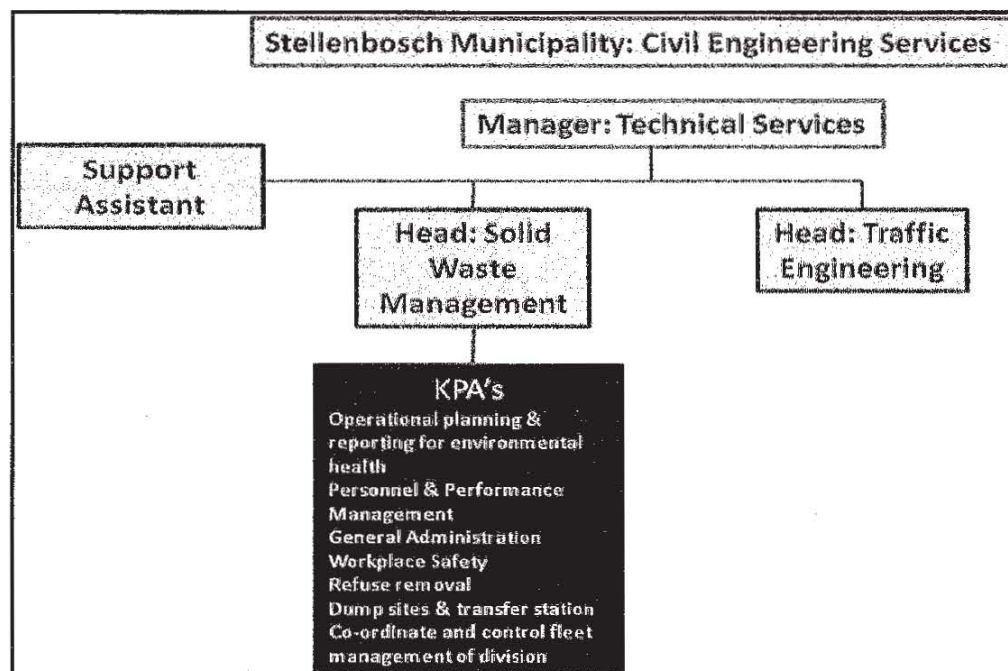 Stellenbosch Municipality: Civil Engineering Services
Manager: Technical Services
Support
Assistant
Head: Solid
Waste
Management
Head: Traffic
Engineering
KPA's
Operational planning &
reporting for environmental
health
Personnel & Performance
Management
General Administration
Workplace Safety
Refuse removal
Dump sites & transfer station
Co-ordinate and control fleet
management of division